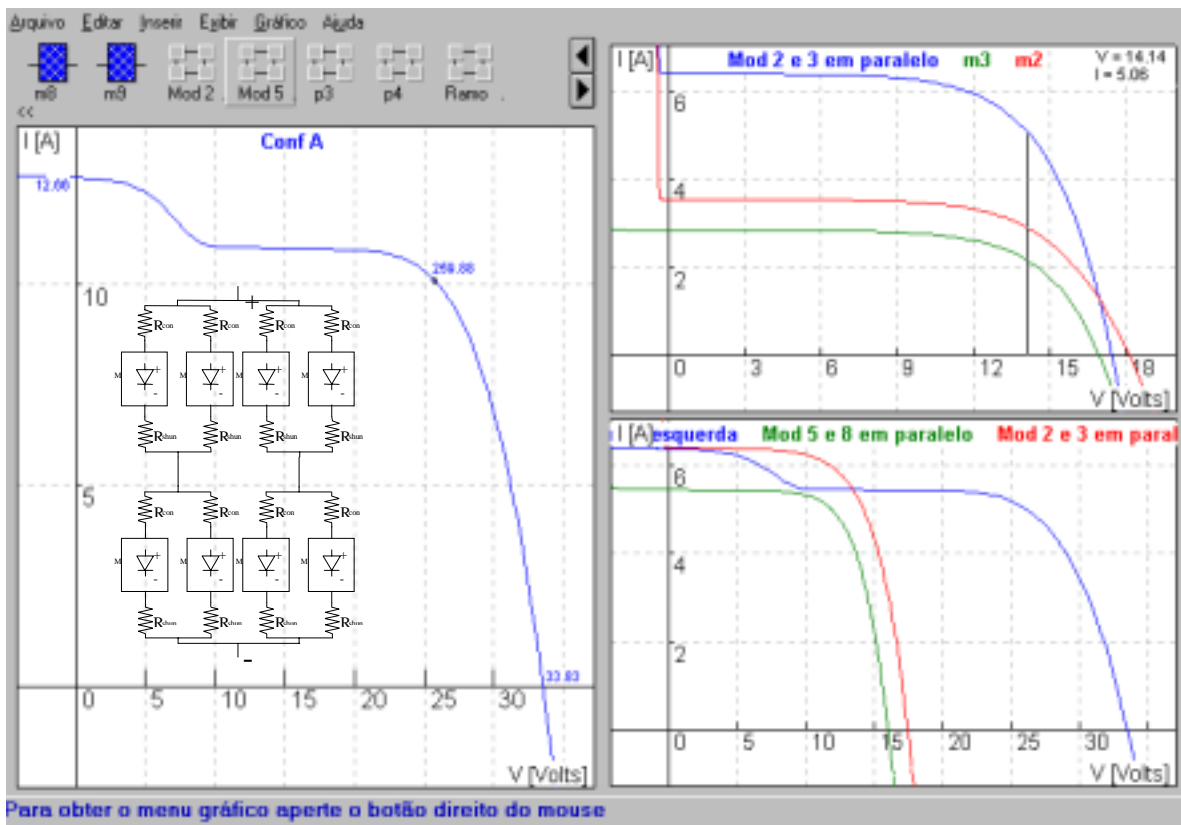 Arquivo Editar Inserir Exibir Gráfico Ajuda
m8 m9 Mod 2 . Mod 5 . p3 p4 Ramo .
<<
I [A]
Conf A
12.66
259.88
10
5
33.83
0 5 10 15 20 25 30
V [Volts]
+
Rcon Rcon Rcon Rcon
M + - M + - M + - M + -
Rshun Rshun Rshun Rshun
Rcon Rcon Rcon Rcon
M + - M + - M + - M + -
Rshun Rshun Rshun Rshun
-
I [A]
Mod 2 e 3 em paralelo m3 m2
V = 14.14
I = 5.06
6
4
2
0 3 6 9 12 15 18
V [Volts]
I [A] esquerda Mod 5 e 8 em paralelo Mod 2 e 3 em paral
6
4
2
0 5 10 15 20 25 30
V [Volts]
Para obter o menu gráfico aperte o botão direito do mouse